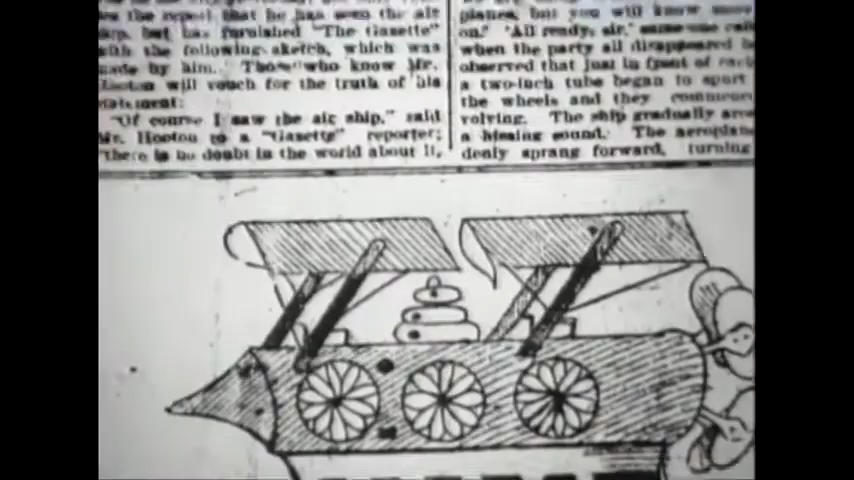 the report that he has seen the air
ship, but has furnished "The Gazette"
with the following sketch, which was
made by him. Those who know Mr.
Hooton will vouch for the truth of his
statement:
"Of course I saw the air ship," said
Mr. Hooton to a "Gazette" reporter;
"there is no doubt in the world about it,
planes, but you will know more
on." 'All ready, sir,' some one
when the party all disappeared
observed that just in front of
a two-inch tube began to spurt
the wheels and they commenc
volving. The ship gradually
a hissing sound. The aeroplan
denly sprang forward, turning